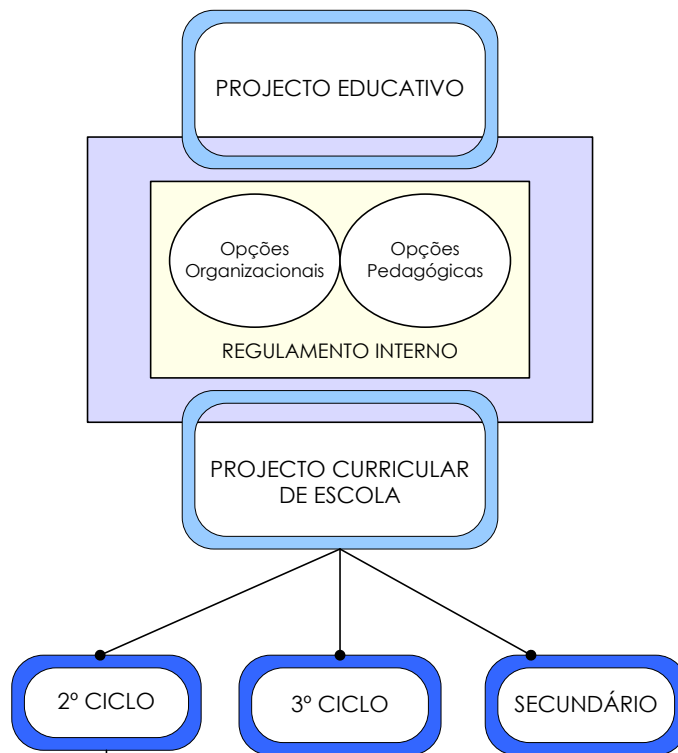 PROJECTO EDUCATIVO
Opções
Organizacionais
Opções
Pedagógicas
REGULAMENTO INTERNO
PROJECTO CURRICULAR
DE ESCOLA
2º CICLO
3º CICLO
SECUNDÁRIO